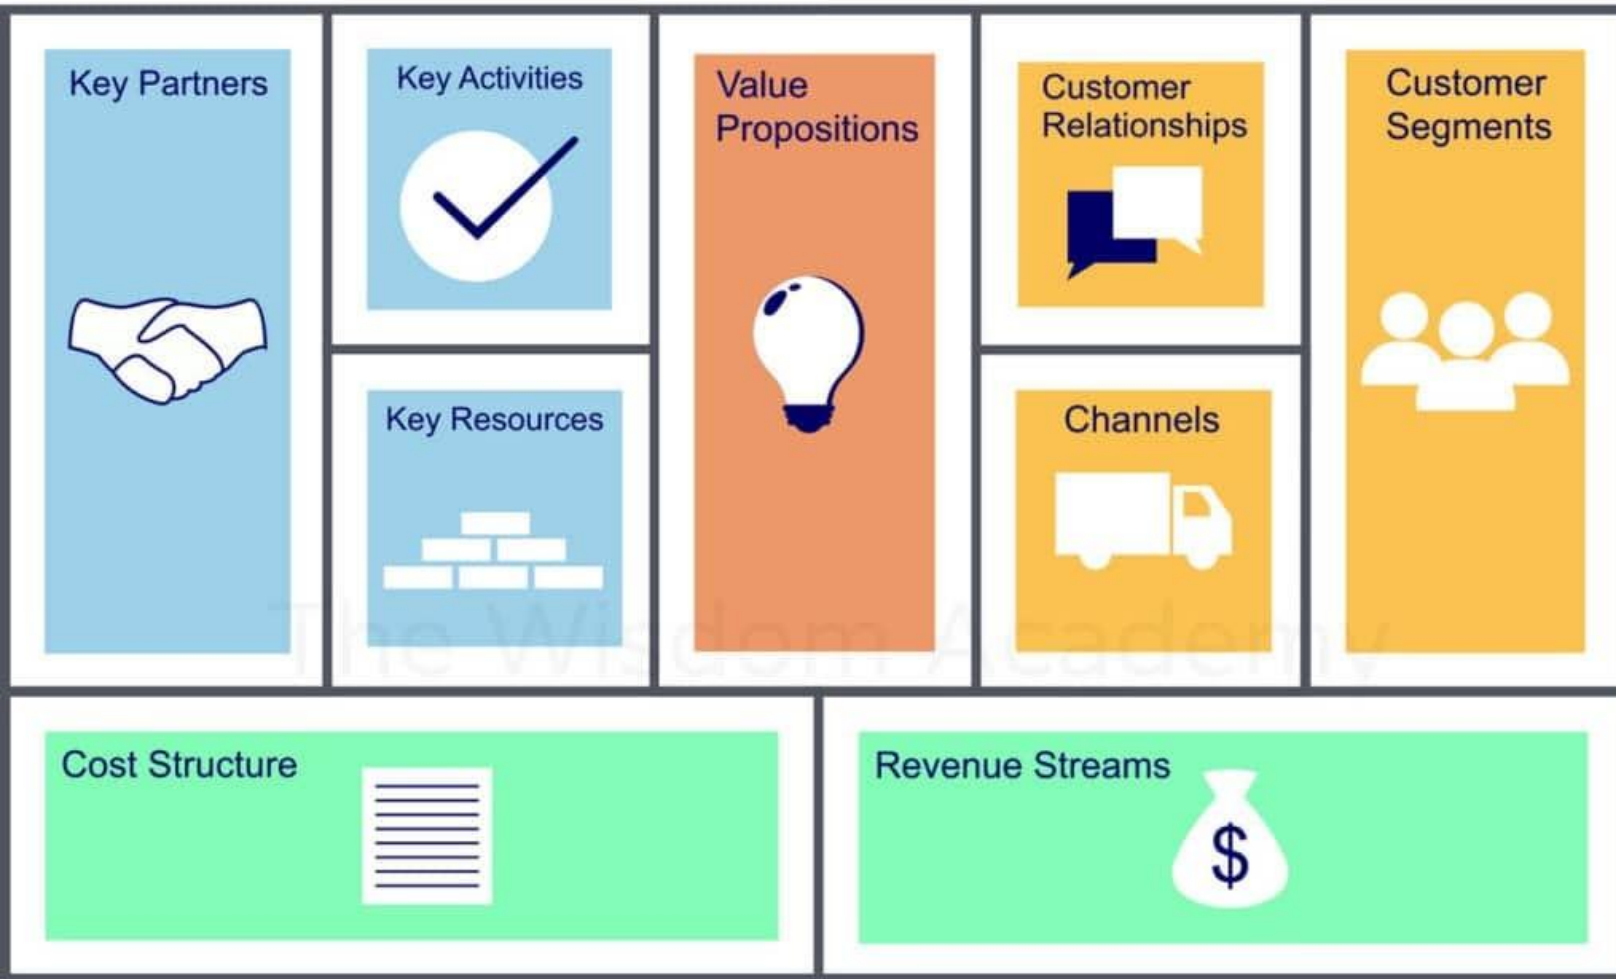 Key Partners
Key Activities
Key Resources
Value
Propositions
Customer
Relationships
Channels
Customer
Segments
Cost Structure
Revenue Streams
$
The Wisdom Academy